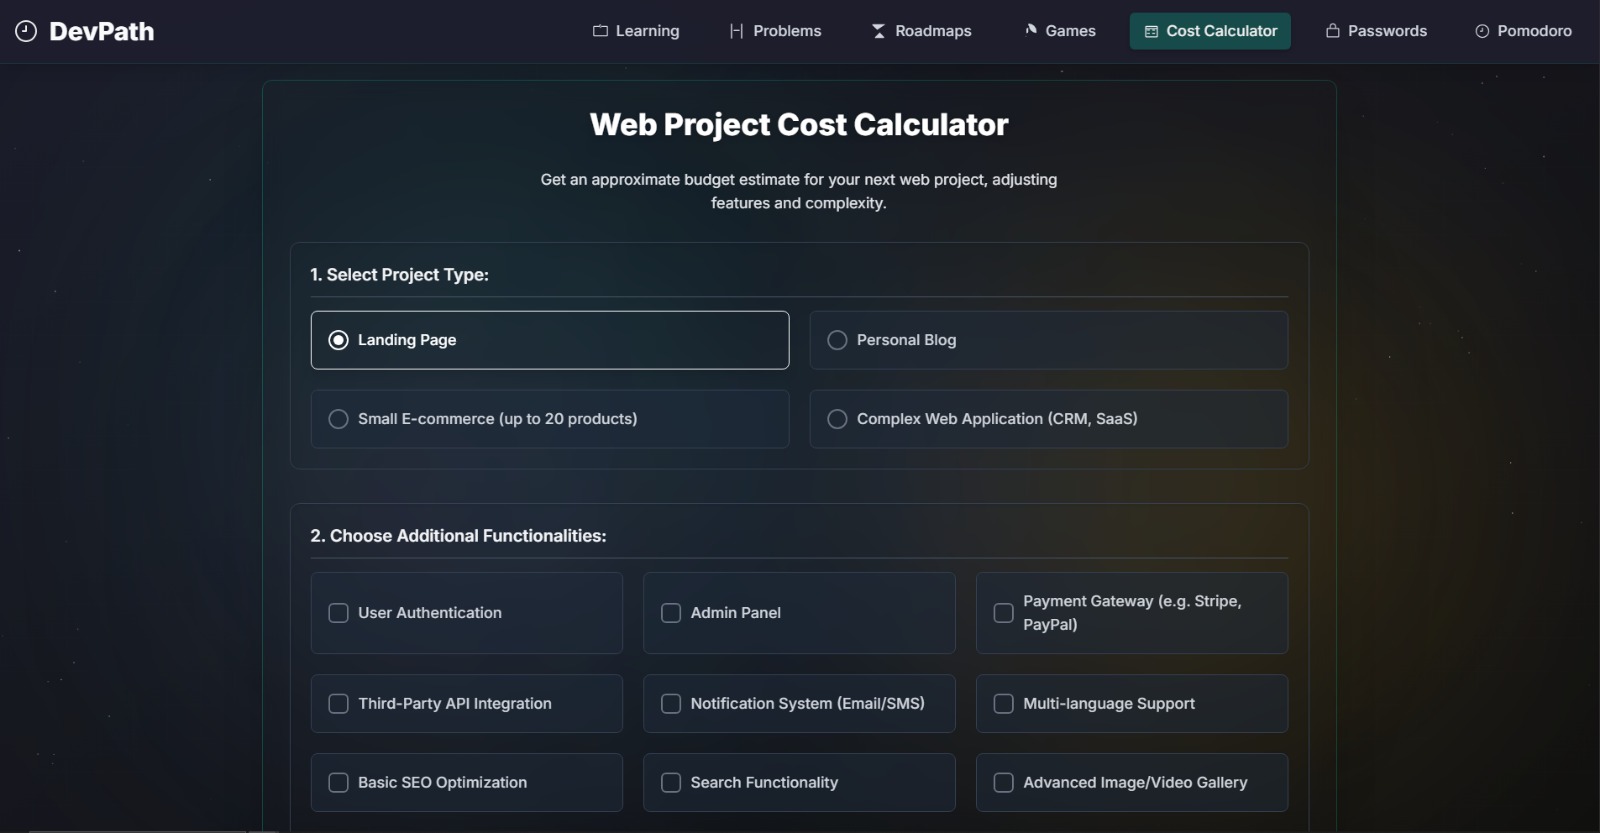 DevPath
Learning
Problems
Roadmaps
Games
Cost Calculator
Passwords
Pomodoro
Web Project Cost Calculator
Get an approximate budget estimate for your next web project, adjusting
features and complexity.
1. Select Project Type:
Landing Page
Personal Blog
Small E-commerce (up to 20 products)
Complex Web Application (CRM, SaaS)
2. Choose Additional Functionalities:
User Authentication
Admin Panel
Payment Gateway (e.g. Stripe,
PayPal)
Third-Party API Integration
Notification System (Email/SMS)
Multi-language Support
Basic SEO Optimization
Search Functionality
Advanced Image/Video Gallery